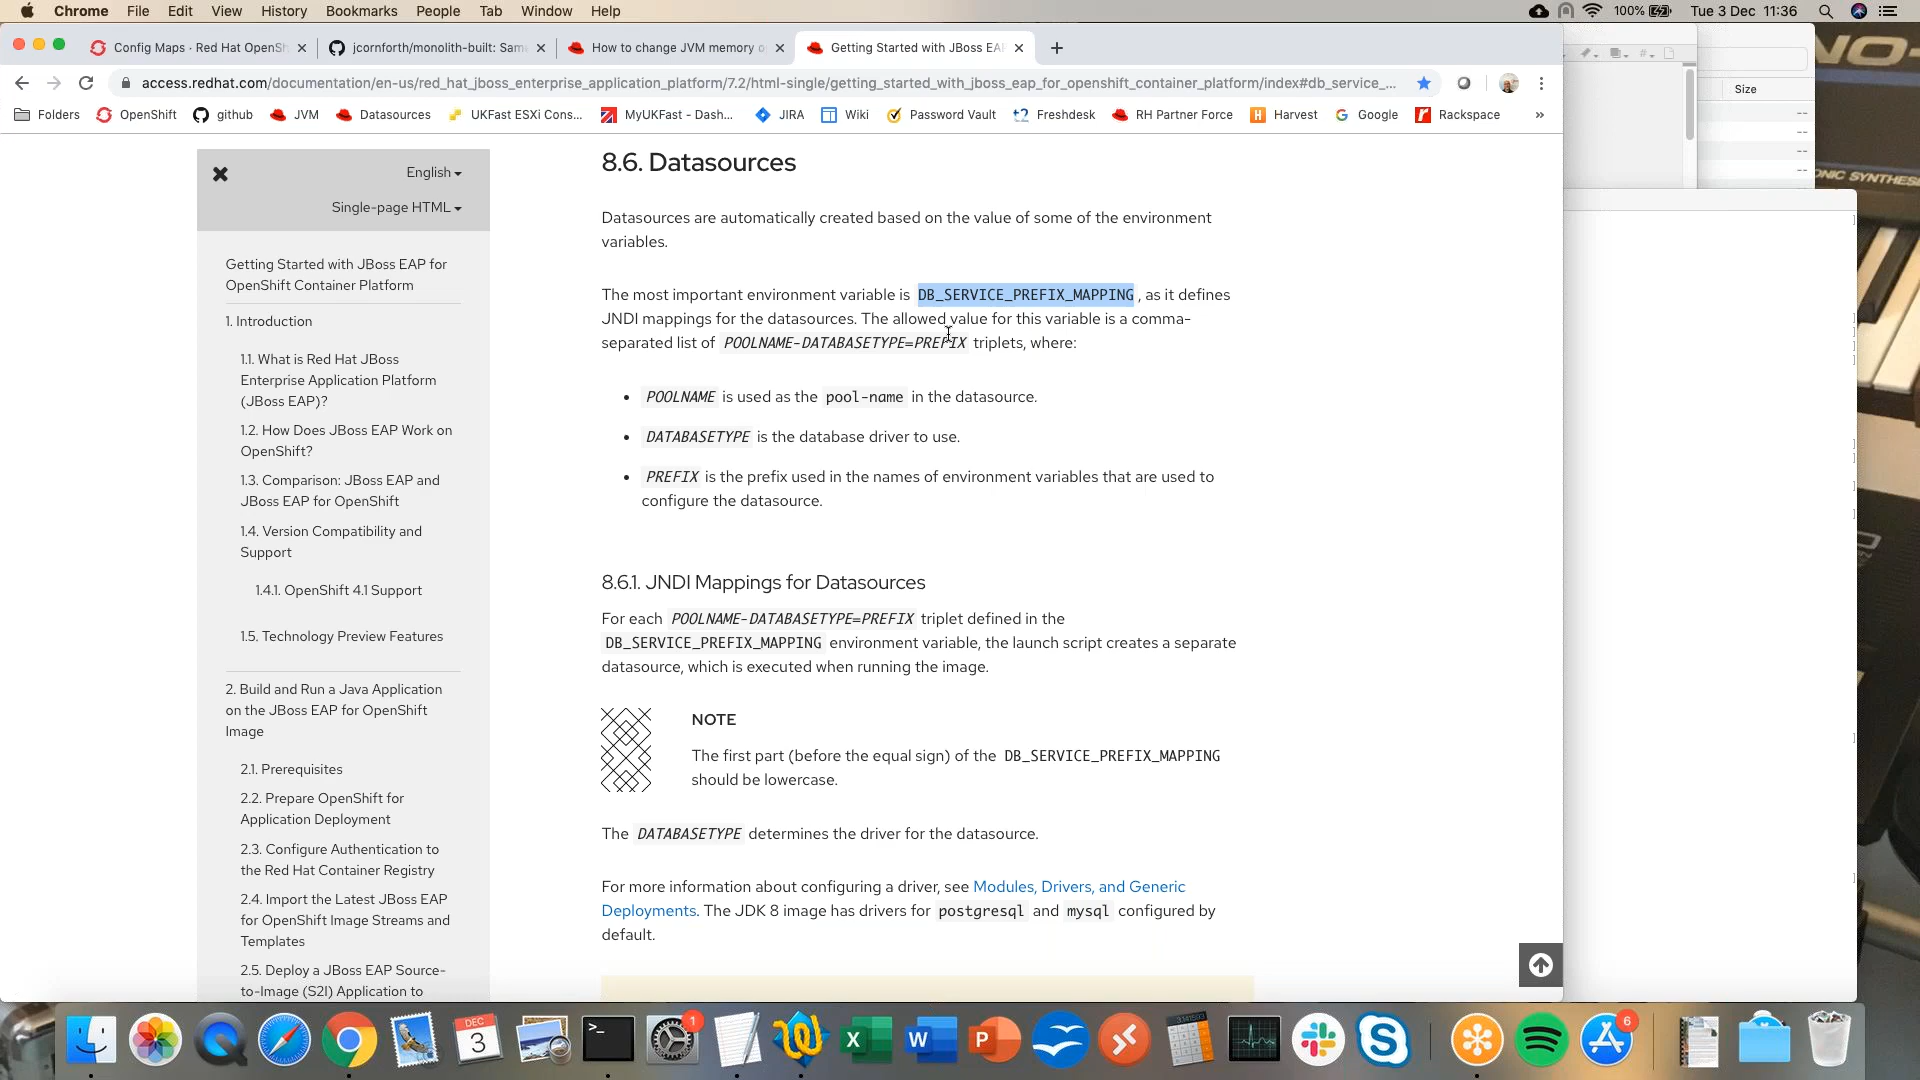 Chrome File Edit View History Bookmarks People Tab Window Help 100% Tue 3 Dec 11:36
Config Maps · Red Hat OpenSh
jcornforth/monolith-built: Sam
How to change JVM memory o
Getting Started with JBoss EA
access.redhat.com/documentation/en-us/red_hat_jboss_enterprise_application_platform/7.2/html-single/getting_started_with_jboss_eap_for_openshift_container_platform/index#db_service_...
Folders OpenShift github JVM Datasources UKFast ESXi Cons... MyUKFast - Dash... JIRA Wiki Password Vault Freshdesk RH Partner Force Harvest Google Rackspace »
Size
English
Single-page HTML
Getting Started with JBoss EAP for
OpenShift Container Platform
1. Introduction
1.1. What is Red Hat JBoss
Enterprise Application Platform
(JBoss EAP)?
1.2. How Does JBoss EAP Work on
OpenShift?
1.3. Comparison: JBoss EAP and
JBoss EAP for OpenShift
1.4. Version Compatibility and
Support
1.4.1. OpenShift 4.1 Support
1.5. Technology Preview Features
2. Build and Run a Java Application
on the JBoss EAP for OpenShift
Image
2.1. Prerequisites
2.2. Prepare OpenShift for
Application Deployment
2.3. Configure Authentication to
the Red Hat Container Registry
2.4. Import the Latest JBoss EAP
for OpenShift Image Streams and
Templates
2.5. Deploy a JBoss EAP Source-
to-Image (S2I) Application to
8.6. Datasources
Datasources are automatically created based on the value of some of the environment
variables.
The most important environment variable is DB_SERVICE_PREFIX_MAPPING , as it defines
JNDI mappings for the datasources. The allowed value for this variable is a comma-
separated list of POOLNAME-DATABASETYPE=PREFIX triplets, where:
• POOLNAME is used as the pool-name in the datasource.
• DATABASETYPE is the database driver to use.
• PREFIX is the prefix used in the names of environment variables that are used to
configure the datasource.
8.6.1. JNDI Mappings for Datasources
For each POOLNAME-DATABASETYPE=PREFIX triplet defined in the
DB_SERVICE_PREFIX_MAPPING environment variable, the launch script creates a separate
datasource, which is executed when running the image.
NOTE
The first part (before the equal sign) of the DB_SERVICE_PREFIX_MAPPING
should be lowercase.
The DATABASETYPE determines the driver for the datasource.
For more information about configuring a driver, see Modules, Drivers, and Generic
Deployments. The JDK 8 image has drivers for postgresql and mysql configured by
default.
DEC
3
1
6